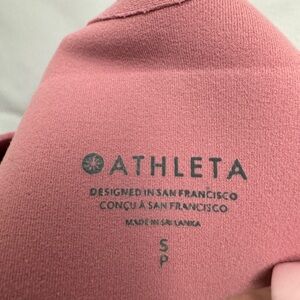 ATHLETA
DESIGNED IN SAN FRANCISCO
CONÇU À SAN FRANCISCO
MADE IN SRI LANKA
S
P